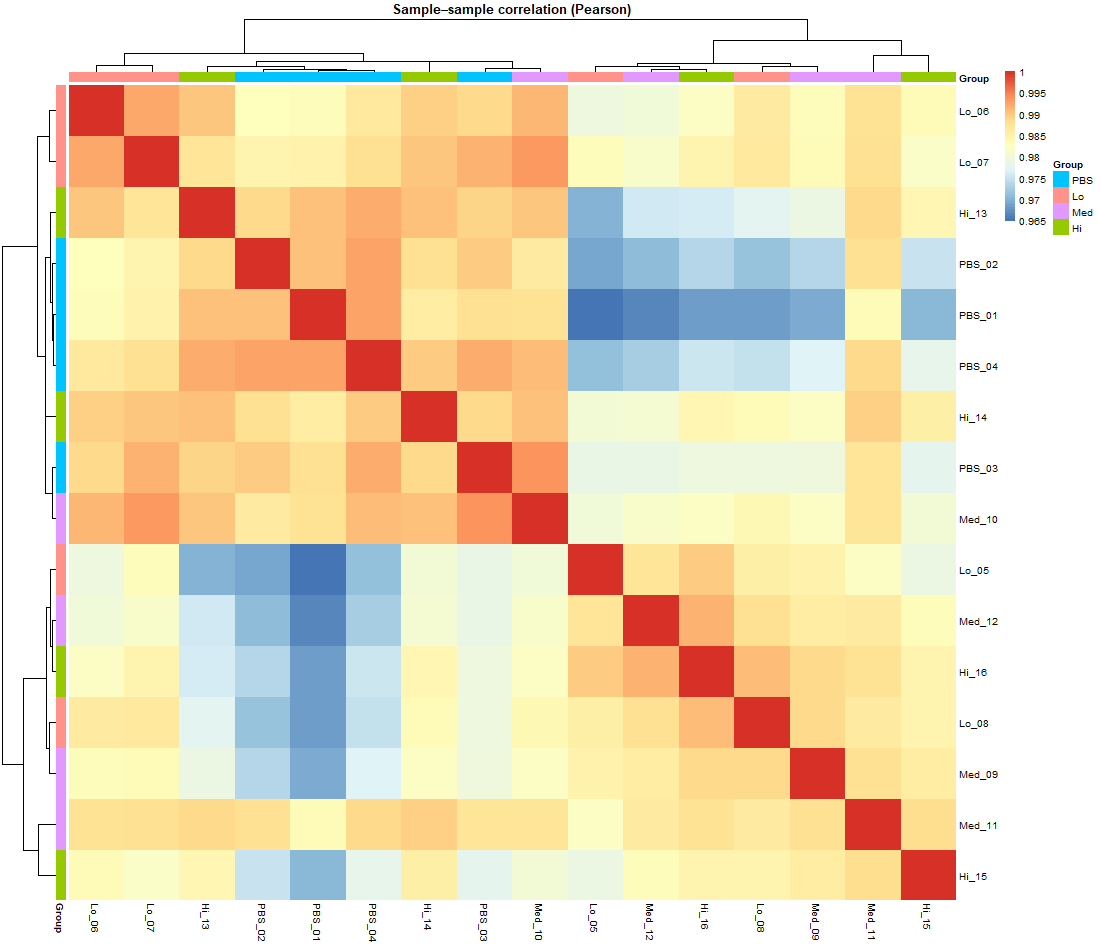 Sample–sample correlation (Pearson)
Group
1
0.995
0.99
0.985
0.98
0.975
0.97
0.965
Group
PBS
Lo
Med
Hi
Lo_06
Lo_07
Hi_13
PBS_02
PBS_01
PBS_04
Hi_14
PBS_03
Med_10
Lo_05
Med_12
Hi_16
Lo_08
Med_09
Med_11
Hi_15
Group
Lo_06
Lo_07
Hi_13
PBS_02
PBS_01
PBS_04
Hi_14
PBS_03
Med_10
Lo_05
Med_12
Hi_16
Lo_08
Med_09
Med_11
Hi_15